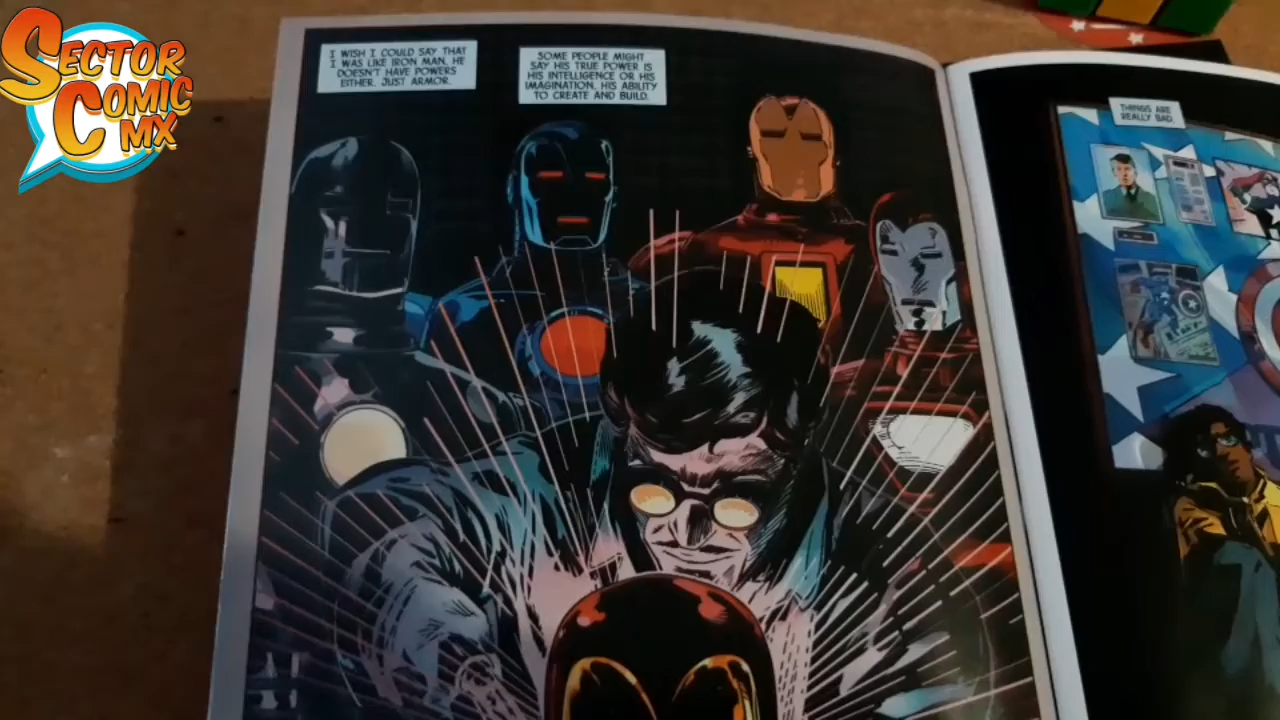 SECTOR
COMIC
MX
I WISH I COULD SAY THAT
I WAS LIKE IRON MAN. HE
DOESN'T HAVE POWERS
EITHER. JUST ARMOR.
SOME PEOPLE MIGHT
SAY HIS TRUE POWER IS
HIS INTELLIGENCE OR HIS
IMAGINATION. HIS ABILITY
TO CREATE AND BUILD.
THINGS ARE
REALLY BAD.